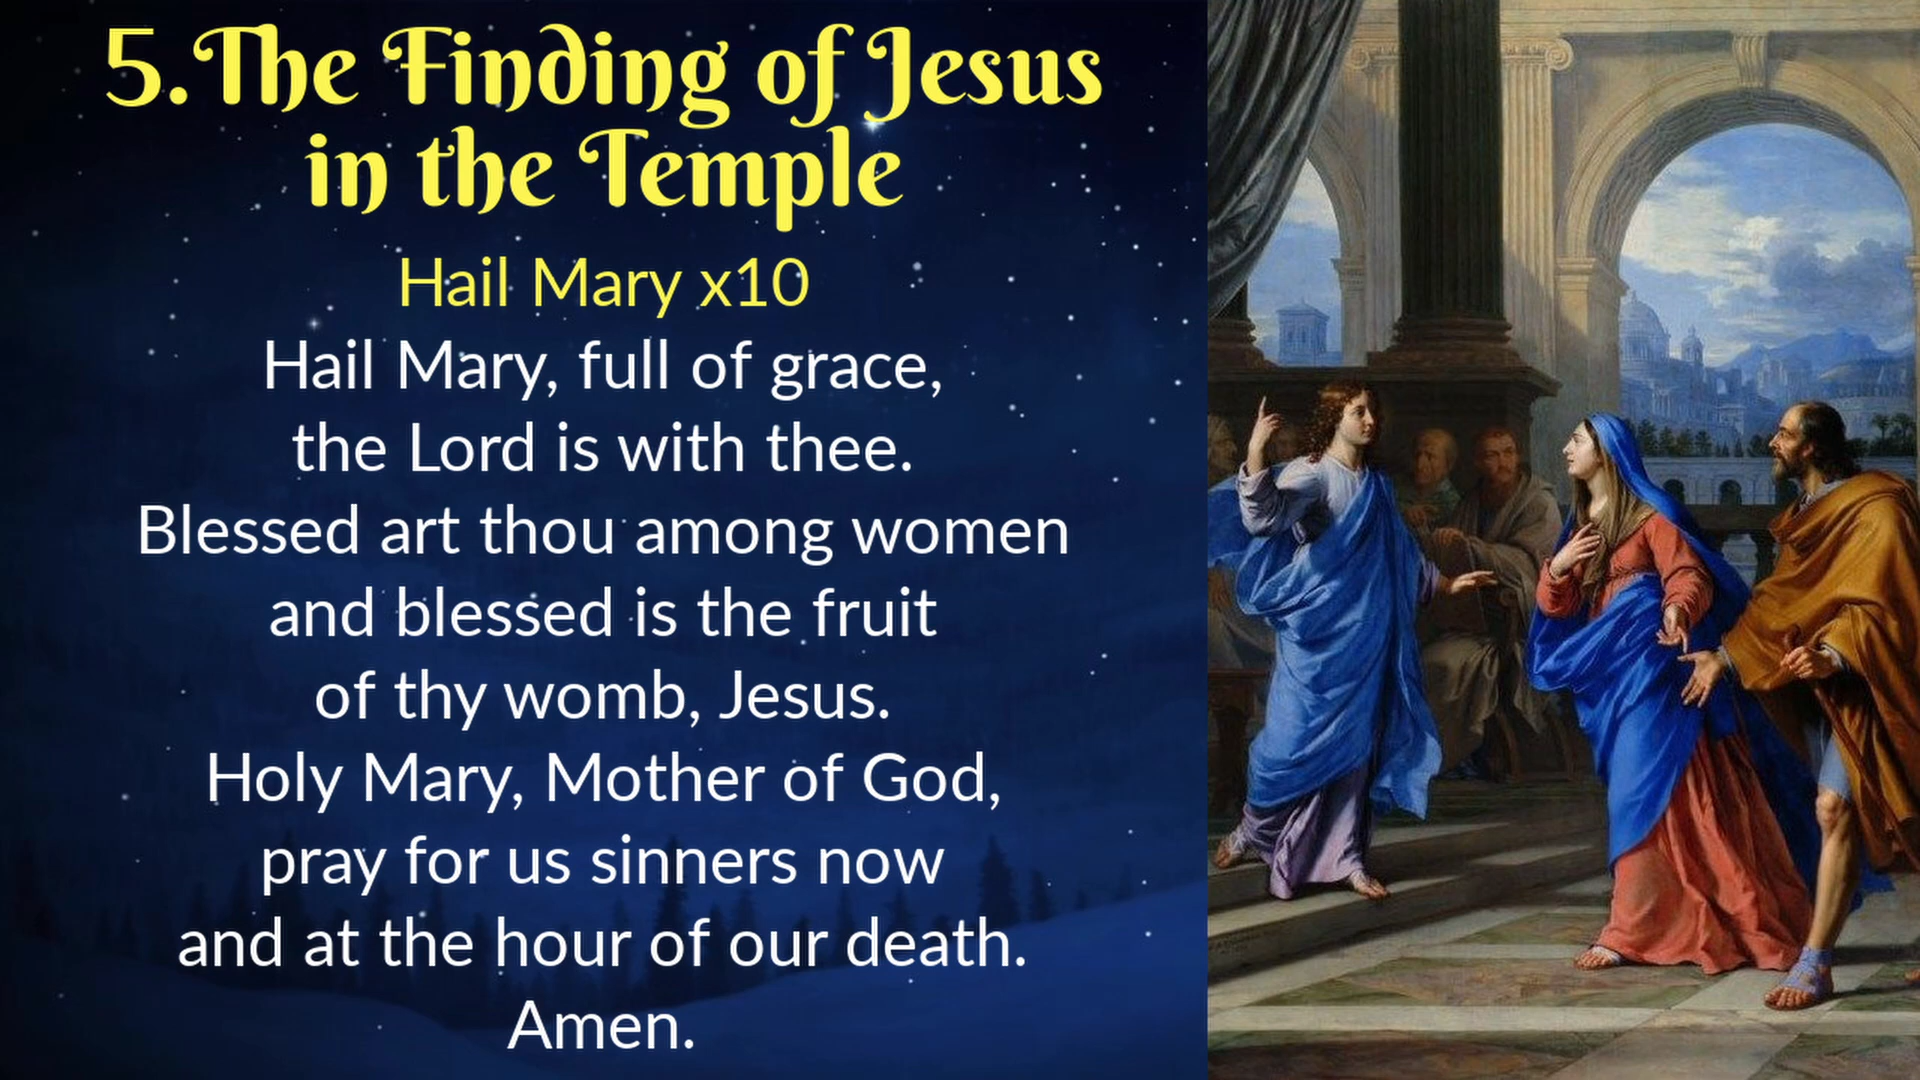 5.The Finding of Jesus
in the Temple
Hail Mary x10
Hail Mary, full of grace,
the Lord is with thee.
Blessed art thou among women
and blessed is the fruit
of thy womb, Jesus.
Holy Mary, Mother of God,
pray for us sinners now
and at the hour of our death.
Amen.